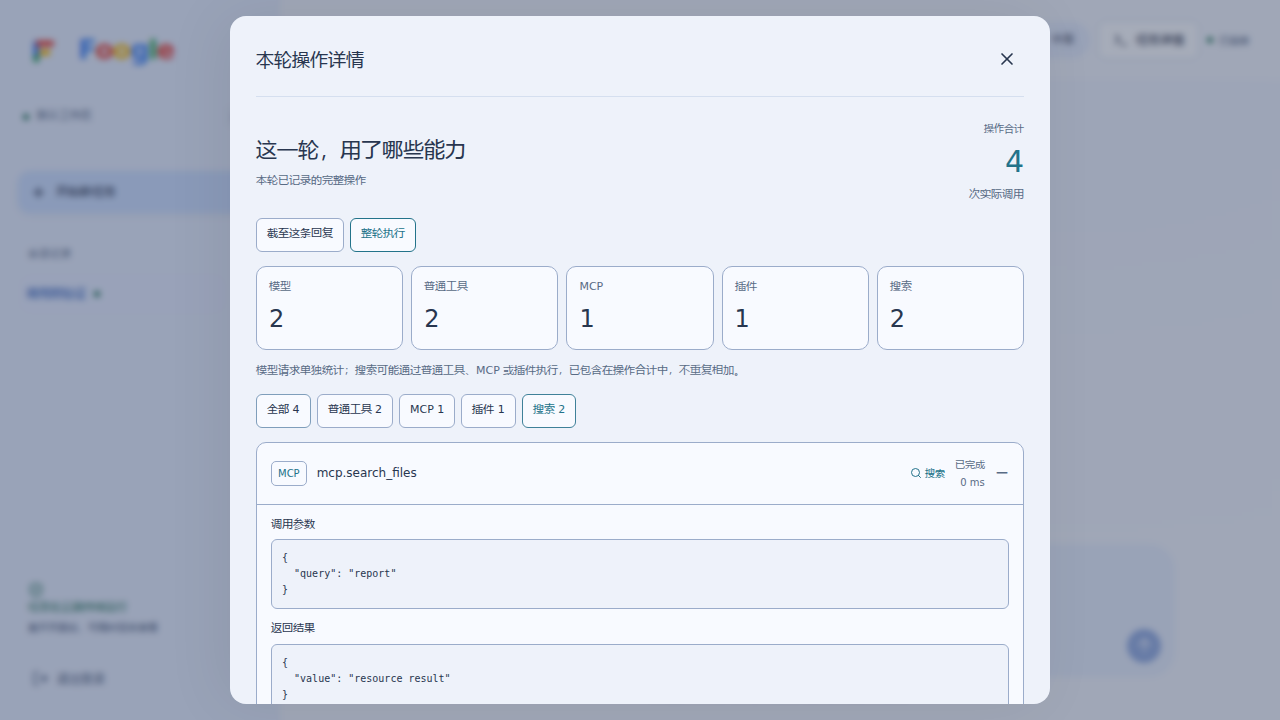 Foogle
本轮操作详情
这一轮，用了哪些能力
本轮已记录的完整操作
操作合计
4
次实际调用
截至这条回复
整轮执行
模型
2
普通工具
2
MCP
1
插件
1
搜索
2
模型请求单独统计；搜索可能通过普通工具、MCP 或插件执行，已包含在操作合计中，不重复相加。
全部 4
普通工具 2
MCP 1
插件 1
搜索 2
MCP
mcp.search_files
搜索
已完成
0 ms
调用参数
{
"query": "report"
}
返回结果
{
"value": "resource result"
}